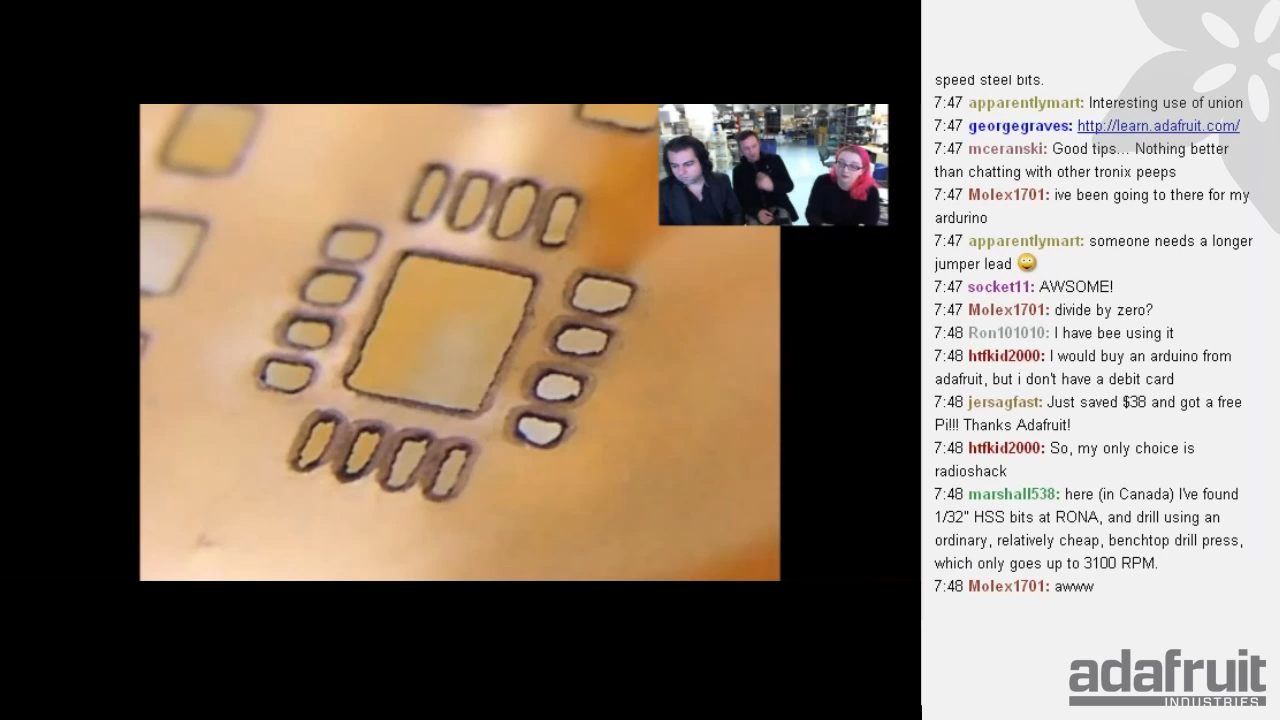 speed steel bits.
7:47 apparentlymart: Interesting use of union
7:47 georgegraves: http://learn.adafruit.com/
7:47 mceranski: Good tips... Nothing better
than chatting with other tronix peeps
7:47 Molex1701: ive been going to there for my
ardurino
7:47 apparentlymart: someone needs a longer
jumper lead
7:47 socket11: AWSOME!
7:47 Molex1701: divide by zero?
7:48 Ron101010: I have bee using it
7:48 htfkid2000: I would buy an arduino from
adafruit, but i don't have a debit card
7:48 jersagfast: Just saved $38 and got a free
Pi!!! Thanks Adafruit!
7:48 htfkid2000: So, my only choice is
radioshack
7:48 marshall538: here (in Canada) I've found
1/32" HSS bits at RONA, and drill using an
ordinary, relatively cheap, benchtop drill press,
which only goes up to 3100 RPM.
7:48 Molex1701: awww
adafruit
INDUSTRIES